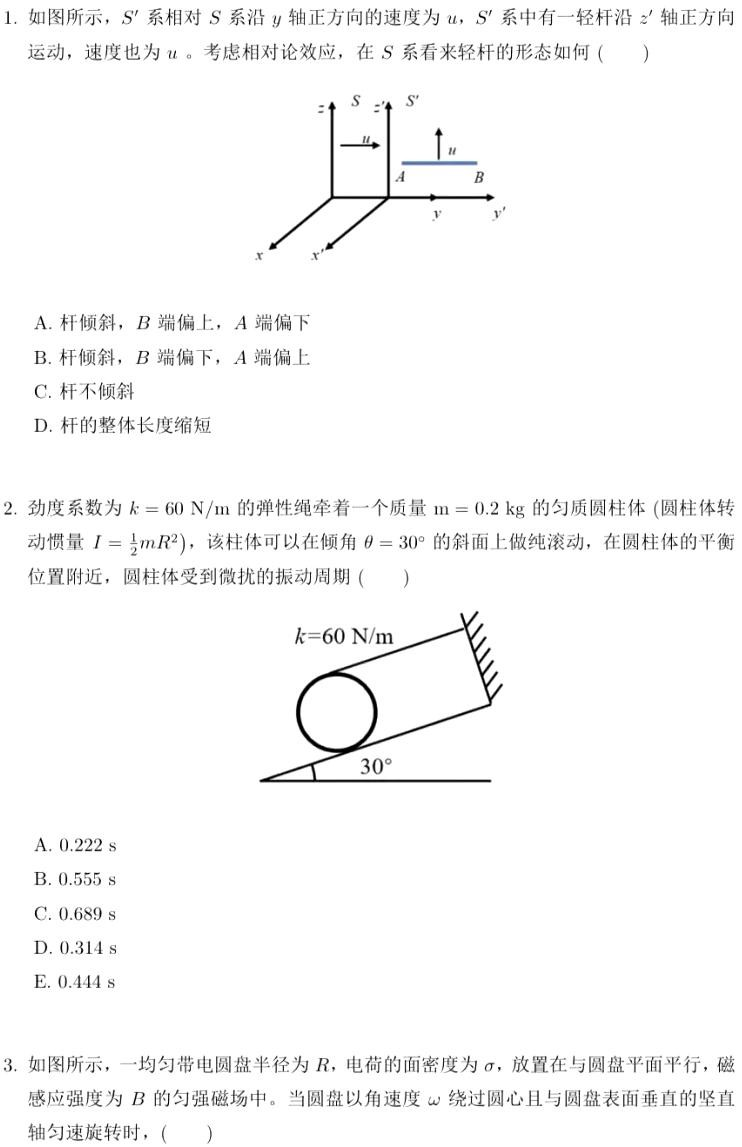 1. 如图所示，S′ 系相对 S 系沿 y 轴正方向的速度为 u，S′ 系中有一轻杆沿 z′ 轴正方向
运动，速度也为 u 。考虑相对论效应，在 S 系看来轻杆的形态如何 (　　)
z S z′ S′
u u
A B
y y′
x x′
A. 杆倾斜，B 端偏上，A 端偏下
B. 杆倾斜，B 端偏下，A 端偏上
C. 杆不倾斜
D. 杆的整体长度缩短
2. 劲度系数为 k = 60 N/m 的弹性绳牵着一个质量 m = 0.2 kg 的匀质圆柱体 (圆柱体转
动惯量 I = ½mR²)，该柱体可以在倾角 θ = 30° 的斜面上做纯滚动，在圆柱体的平衡
位置附近，圆柱体受到微扰的振动周期 (　　)
k=60 N/m
30°
A. 0.222 s
B. 0.555 s
C. 0.689 s
D. 0.314 s
E. 0.444 s
3. 如图所示，一均匀带电圆盘半径为 R，电荷的面密度为 σ，放置在与圆盘平面平行，磁
感应强度为 B 的匀强磁场中。当圆盘以角速度 ω 绕过圆心且与圆盘表面垂直的坚直
轴匀速旋转时，(　　)